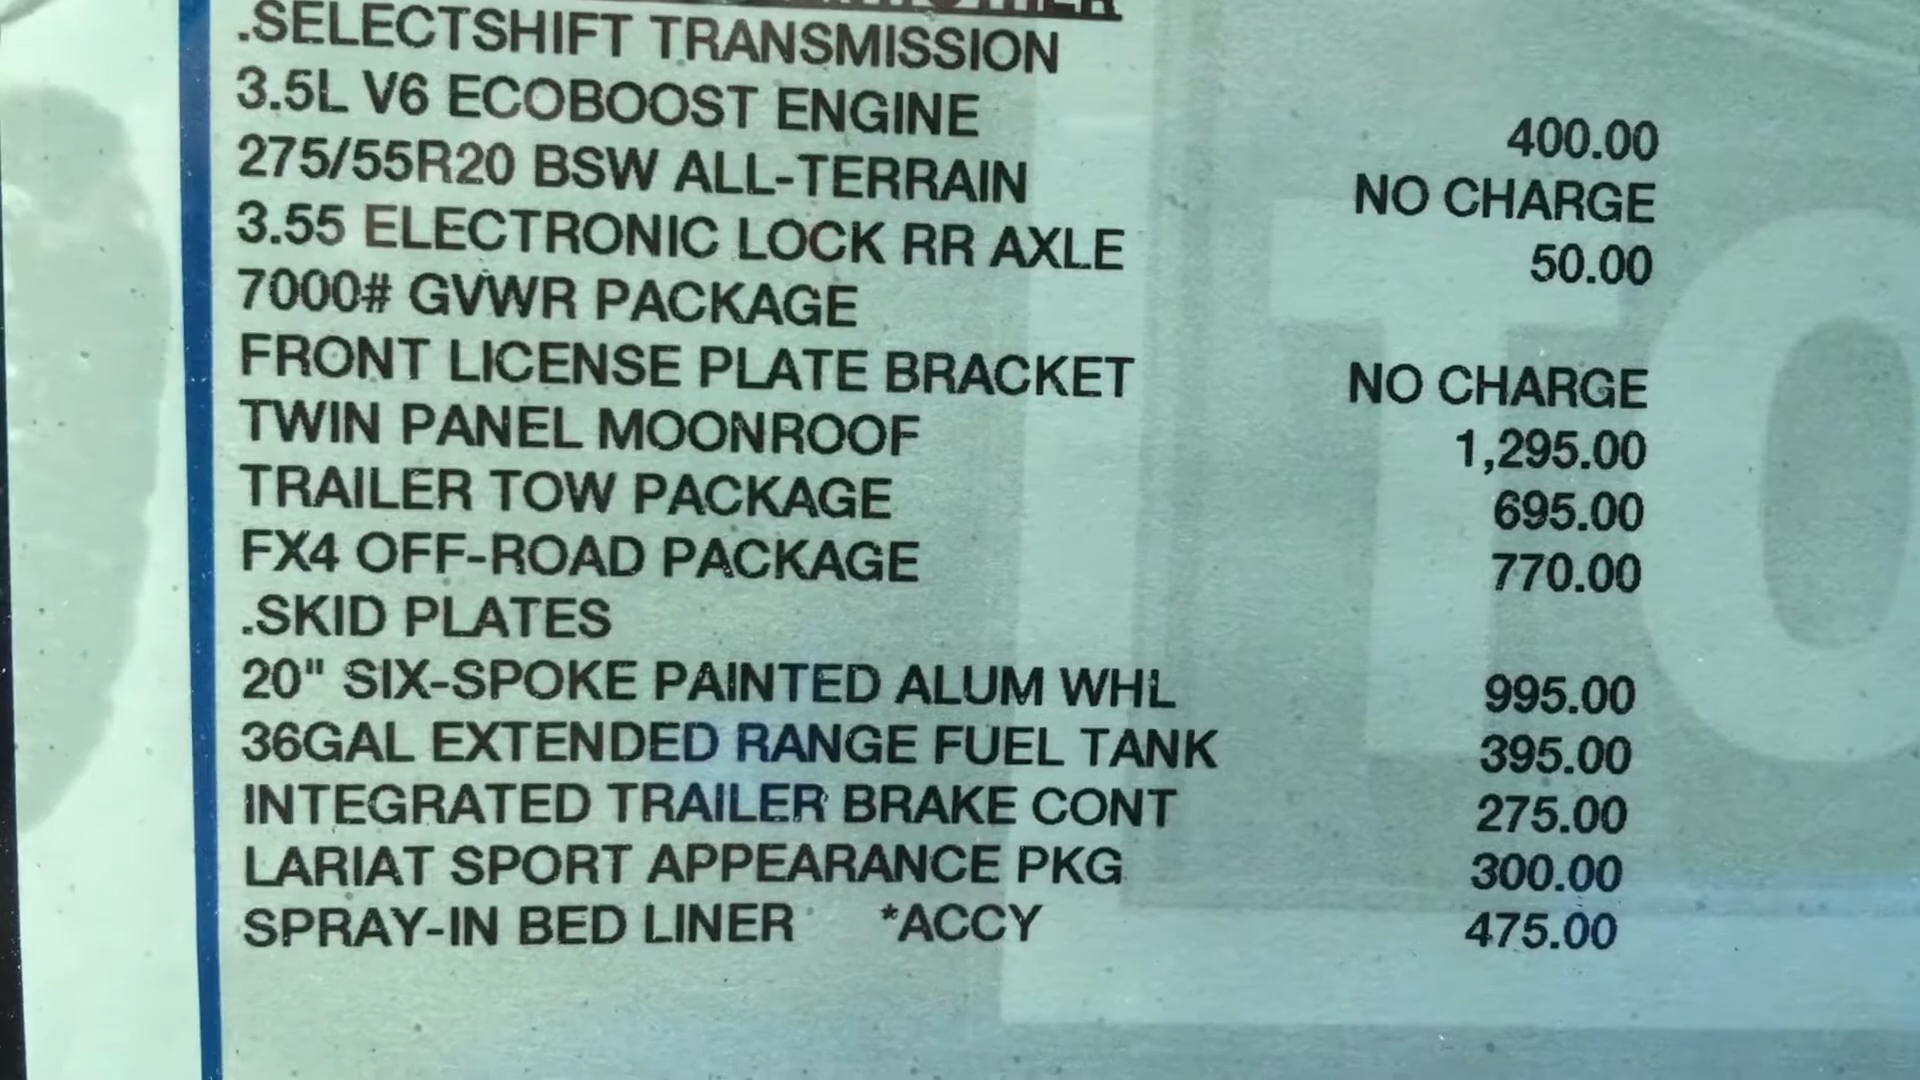 .SELECTSHIFT TRANSMISSION
3.5L V6 ECOBOOST ENGINE 400.00
275/55R20 BSW ALL-TERRAIN NO CHARGE
3.55 ELECTRONIC LOCK RR AXLE 50.00
7000# GVWR PACKAGE
FRONT LICENSE PLATE BRACKET NO CHARGE
TWIN PANEL MOONROOF 1,295.00
TRAILER TOW PACKAGE 695.00
FX4 OFF-ROAD PACKAGE 770.00
.SKID PLATES
20" SIX-SPOKE PAINTED ALUM WHL 995.00
36GAL EXTENDED RANGE FUEL TANK 395.00
INTEGRATED TRAILER BRAKE CONT 275.00
LARIAT SPORT APPEARANCE PKG 300.00
SPRAY-IN BED LINER *ACCY 475.00